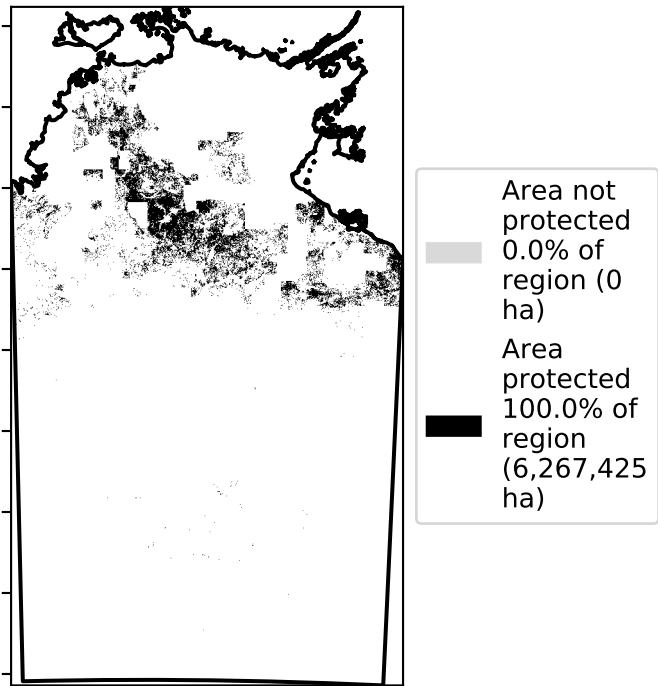 Area not
protected
0.0% of
region (0
ha)
Area
protected
100.0% of
region
(6,267,425
ha)